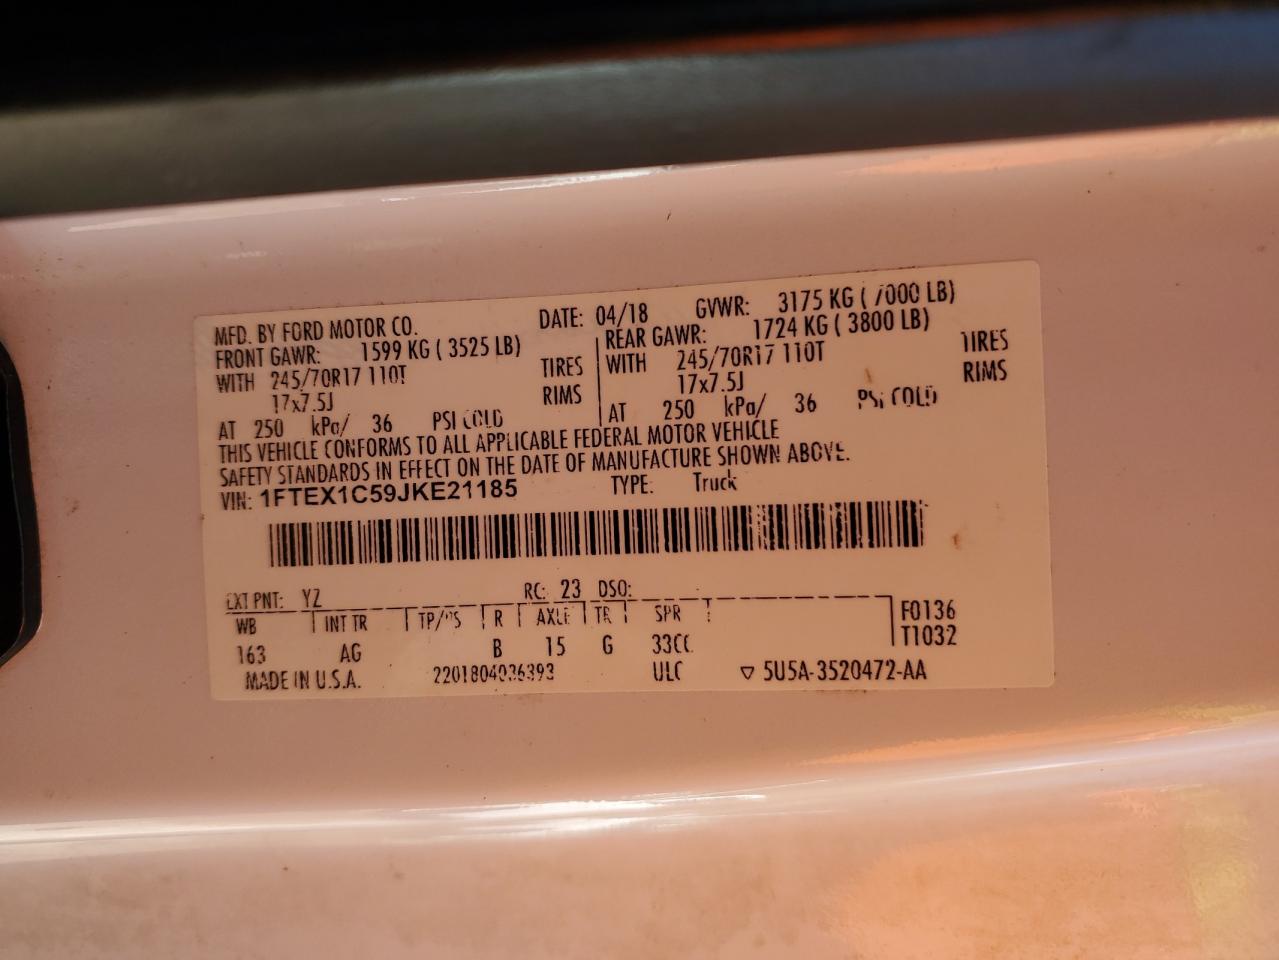 MFD. BY FORD MOTOR CO. DATE: 04/18 GVWR: 3175 KG ( 7000 LB)
FRONT GAWR: 1599 KG ( 3525 LB) REAR GAWR: 1724 KG ( 3800 LB)
WITH 245/70R17 110T TIRES WITH 245/70R17 110T TIRES
17x7.5J RIMS 17x7.5J RIMS
AT 250 kPa/ 36 PSI COLD AT 250 kPa/ 36 PSI COLD
THIS VEHICLE CONFORMS TO ALL APPLICABLE FEDERAL MOTOR VEHICLE
SAFETY STANDARDS IN EFFECT ON THE DATE OF MANUFACTURE SHOWN ABOVE.
VIN: 1FTEX1C59JKE21185 TYPE: Truck
EXT PNT: YZ RC: 23 DSO:
WB INT TR TP/PS R AXLE TR SPR F0136
163 AG B 15 G 33CC T1032
MADE IN U.S.A. 2201804036393 ULC ▽ 5U5A-3520472-AA